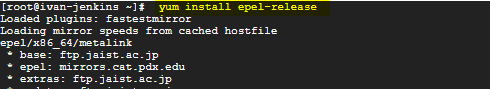 [root@ivan-jenkins ~]# yum install epel-release
Loaded plugins: fastestmirror
Loading mirror speeds from cached hostfile
epel/x86_64/metalink
* base: ftp.jaist.ac.jp
* epel: mirrors.cat.pdx.edu
* extras: ftp.jaist.ac.jp